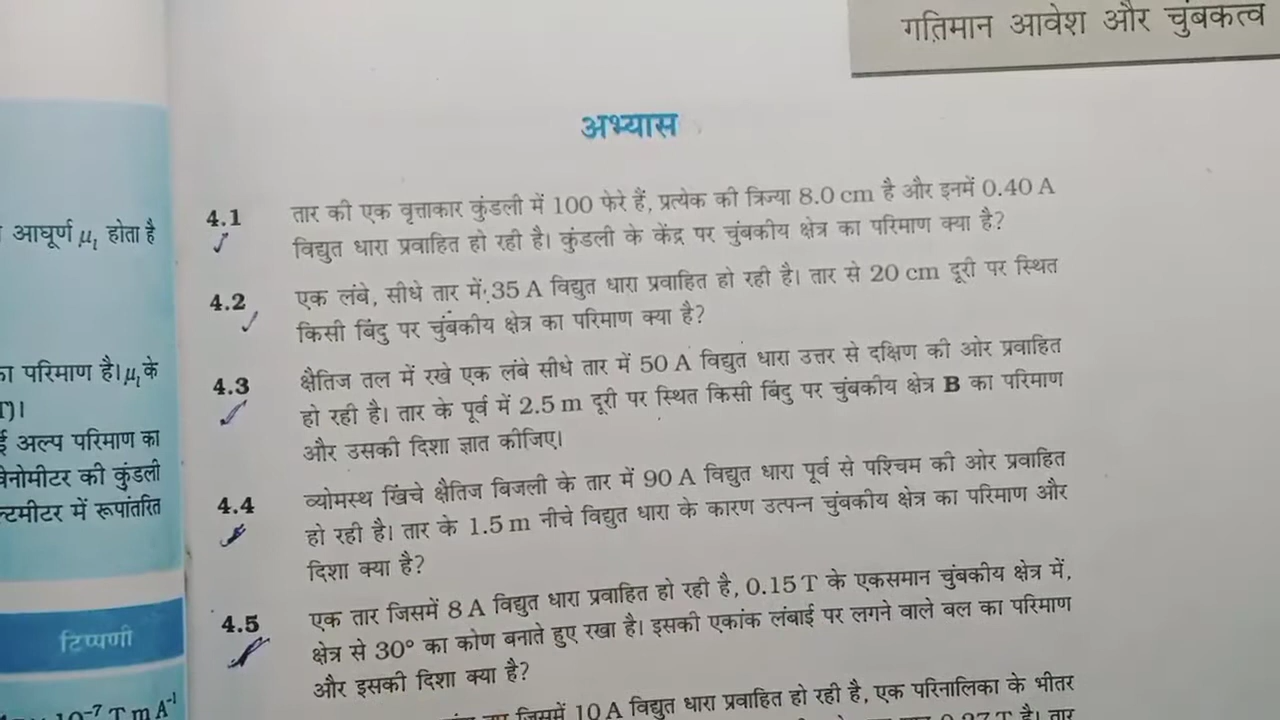 गतिमान आवेश और चुंबकत्व
अभ्यास
आघूर्ण μl होता है
परिमाण है। μl के
T)।
अल्प परिमाण का
की कुंडली
में रूपांतरित
टिप्पणी
-7 T m A-1
4.1 तार की एक वृत्ताकार कुंडली में 100 फेरे हैं, प्रत्येक की त्रिज्या 8.0 cm है और इनमें 0.40 A
विद्युत धारा प्रवाहित हो रही है। कुंडली के केंद्र पर चुंबकीय क्षेत्र का परिमाण क्या है?
4.2 एक लंबे, सीधे तार में 35 A विद्युत धारा प्रवाहित हो रही है। तार से 20 cm दूरी पर स्थित
किसी बिंदु पर चुंबकीय क्षेत्र का परिमाण क्या है?
4.3 क्षैतिज तल में रखे एक लंबे सीधे तार में 50 A विद्युत धारा उत्तर से दक्षिण की ओर प्रवाहित
हो रही है। तार के पूर्व में 2.5 m दूरी पर स्थित किसी बिंदु पर चुंबकीय क्षेत्र B का परिमाण
और उसकी दिशा ज्ञात कीजिए।
4.4 व्योमस्थ खिंचे क्षैतिज बिजली के तार में 90 A विद्युत धारा पूर्व से पश्चिम की ओर प्रवाहित
हो रही है। तार के 1.5 m नीचे विद्युत धारा के कारण उत्पन्न चुंबकीय क्षेत्र का परिमाण और
दिशा क्या है?
4.5 एक तार जिसमें 8 A विद्युत धारा प्रवाहित हो रही है, 0.15 T के एकसमान चुंबकीय क्षेत्र में,
क्षेत्र से 30° का कोण बनाते हुए रखा है। इसकी एकांक लंबाई पर लगने वाले बल का परिमाण
और इसकी दिशा क्या है?
जिसमें 10 A विद्युत धारा प्रवाहित हो रही है, एक परिनालिका के भीतर
है। तार